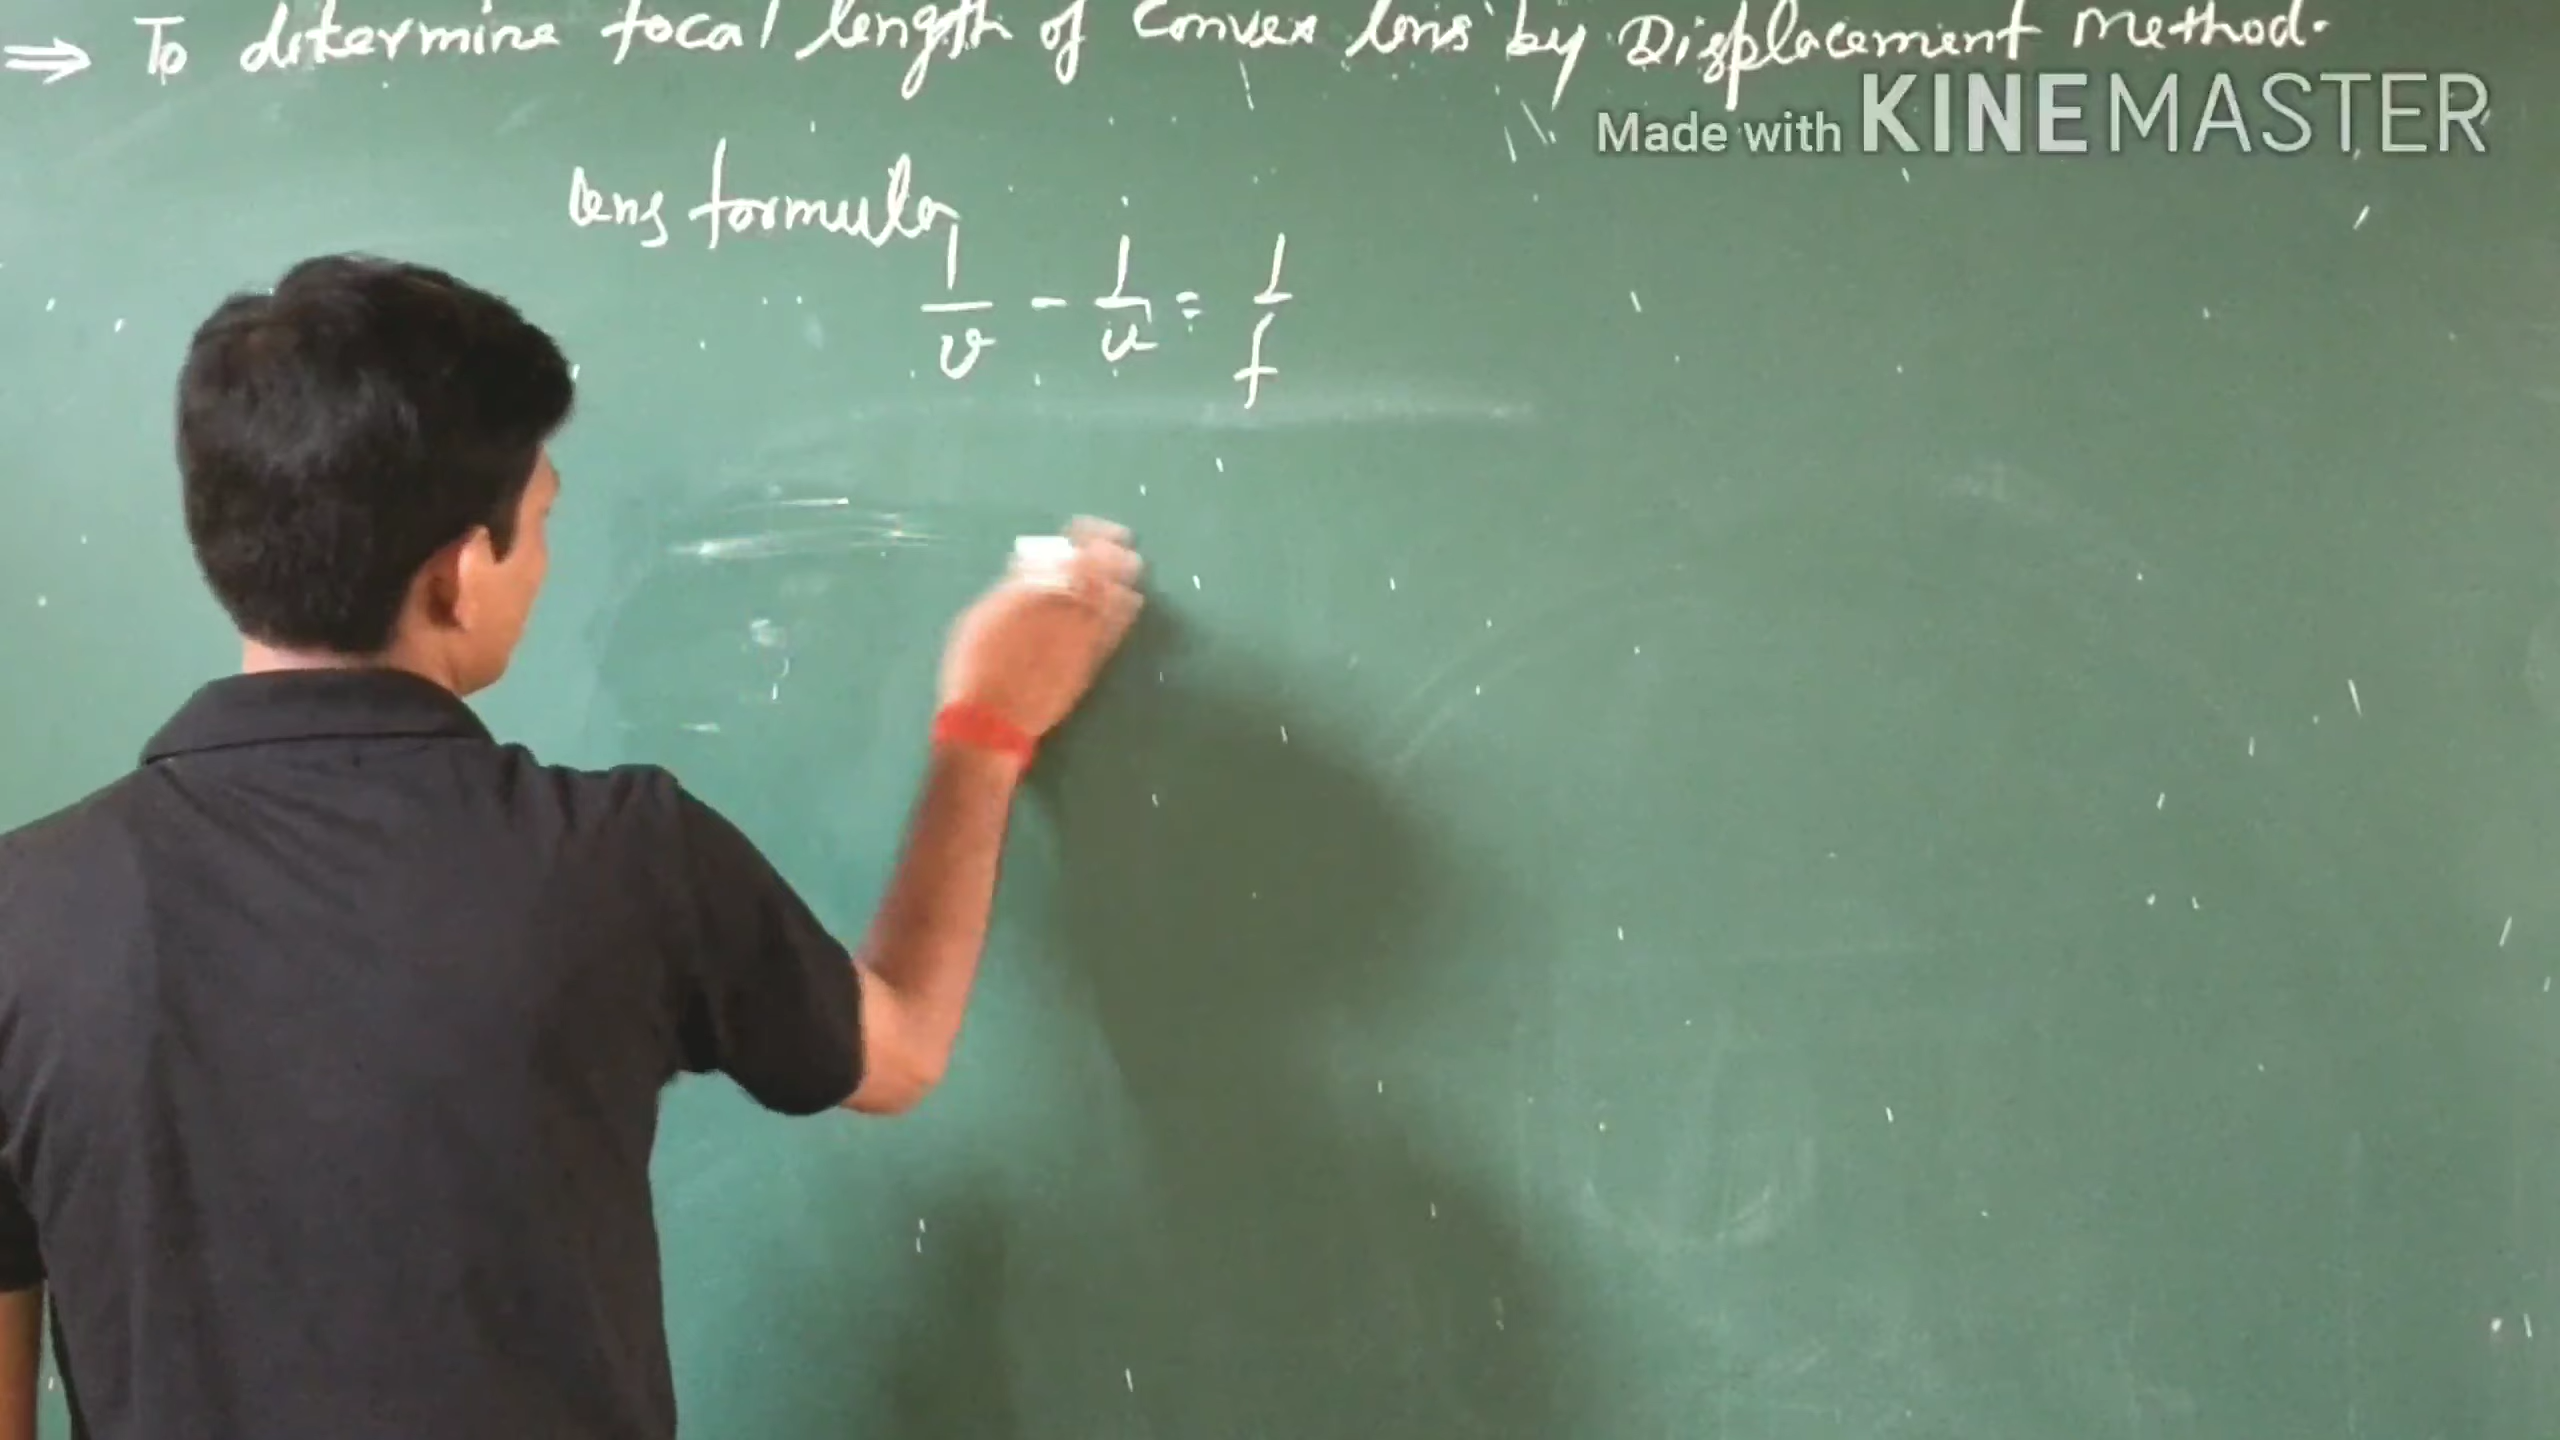 ⇒ To determine focal length of Convex lens by Displacement Method.
Made with KINEMASTER
lens formula
1/v - 1/u = 1/f